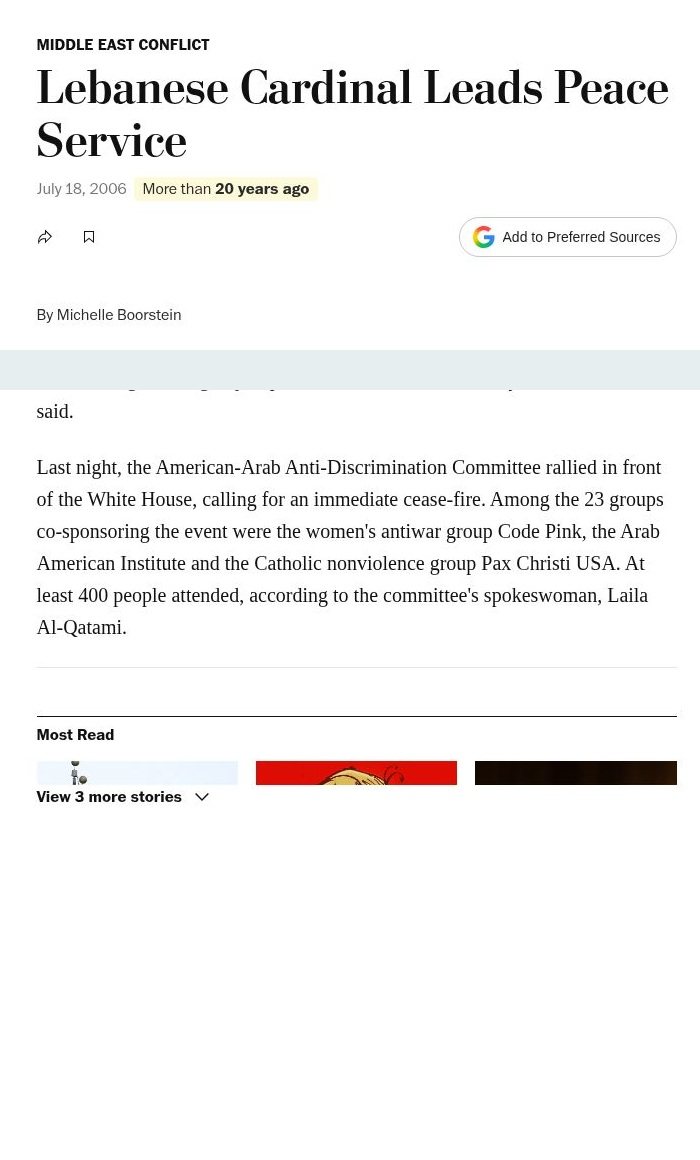 MIDDLE EAST CONFLICT
Lebanese Cardinal Leads Peace
Service
July 18, 2006 More than 20 years ago
Add to Preferred Sources
By Michelle Boorstein
said.
Last night, the American-Arab Anti-Discrimination Committee rallied in front
of the White House, calling for an immediate cease-fire. Among the 23 groups
co-sponsoring the event were the women's antiwar group Code Pink, the Arab
American Institute and the Catholic nonviolence group Pax Christi USA. At
least 400 people attended, according to the committee's spokeswoman, Laila
Al-Qatami.
Most Read
View 3 more stories